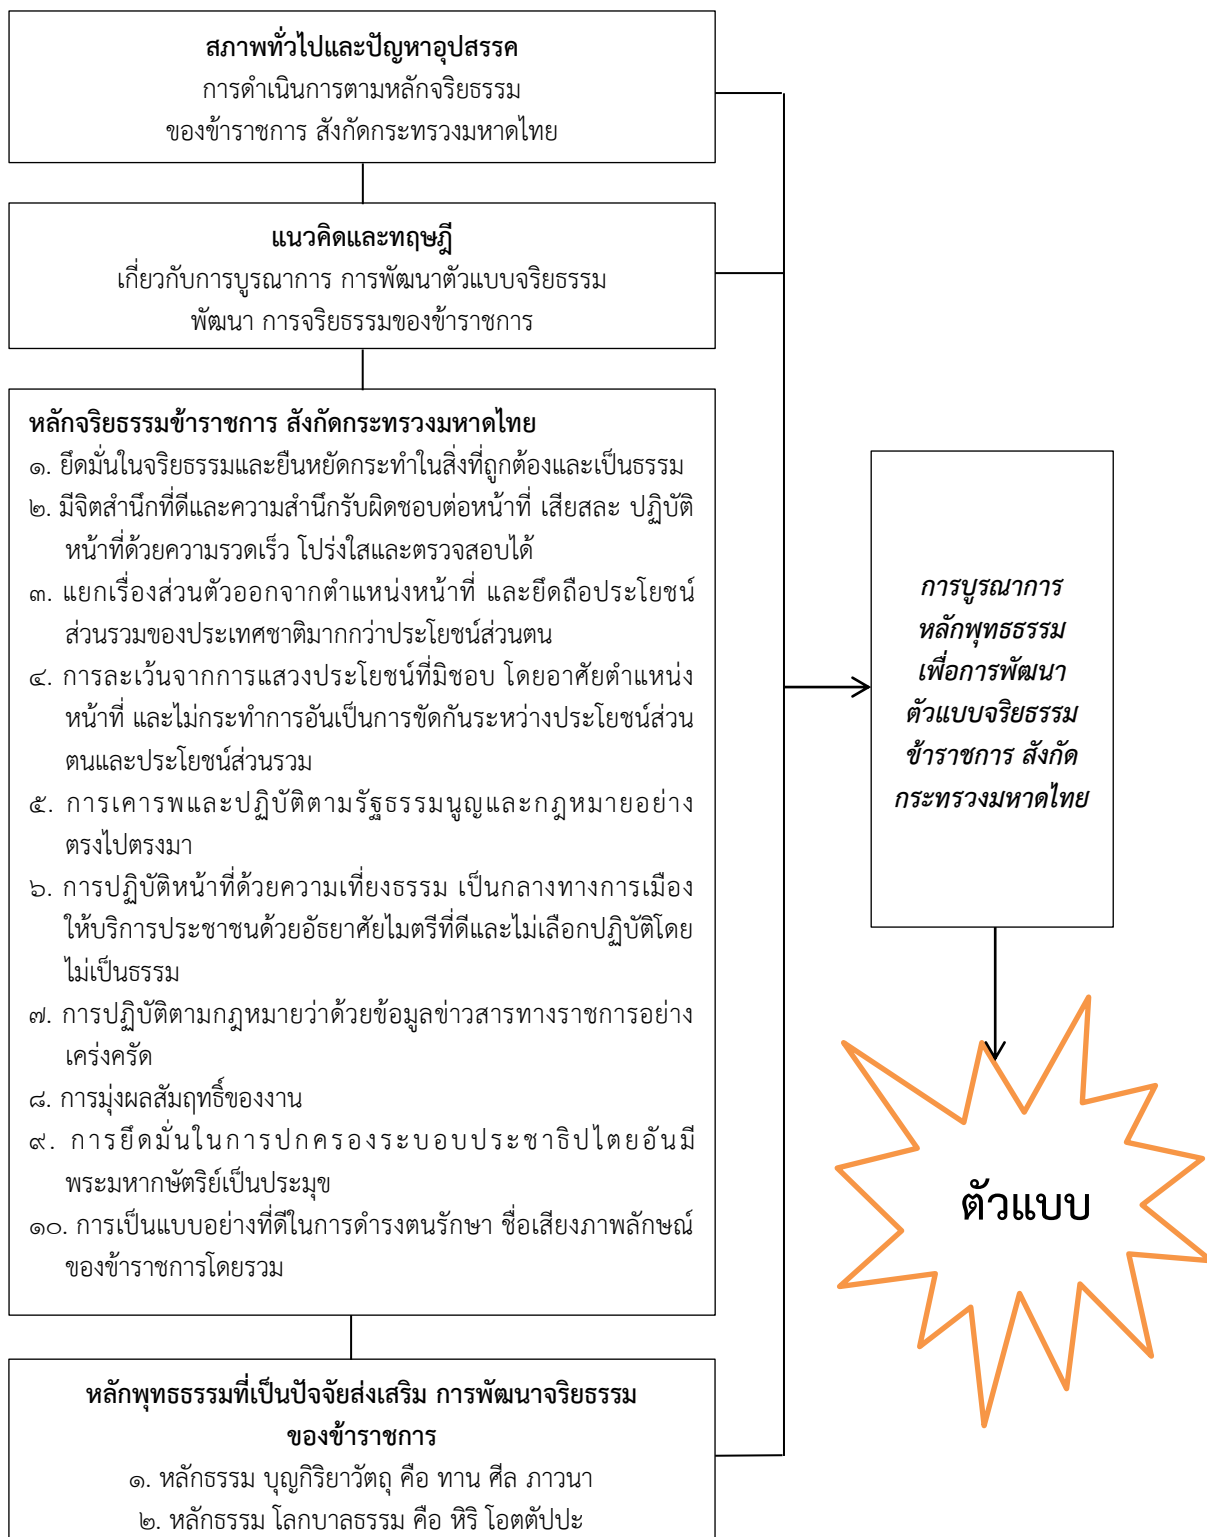 สภาพทั่วไปและปัญหาอุปสรรค
การดำเนินการตามหลักจริยธรรม
ของข้าราชการ สังกัดกระทรวงมหาดไทย
แนวคิดและทฤษฎี
เกี่ยวกับการบูรณาการ การพัฒนาตัวแบบจริยธรรม
พัฒนา การจริยธรรมของข้าราชการ
หลักจริยธรรมข้าราชการ สังกัดกระทรวงมหาดไทย
๑. ยึดมั่นในจริยธรรมและยืนหยัดกระทำในสิ่งที่ถูกต้องและเป็นธรรม
๒. มีจิตสำนึกที่ดีและความสำนึกรับผิดชอบต่อหน้าที่ เสียสละ ปฏิบัติ
หน้าที่ด้วยความรวดเร็ว โปร่งใสและตรวจสอบได้
๓. แยกเรื่องส่วนตัวออกจากตำแหน่งหน้าที่ และยึดถือประโยชน์
ส่วนรวมของประเทศชาติมากกว่าประโยชน์ส่วนตน
๔. การละเว้นจากการแสวงประโยชน์ที่มิชอบ โดยอาศัยตำแหน่ง
หน้าที่ และไม่กระทำการอันเป็นการขัดกันระหว่างประโยชน์ส่วน
ตนและประโยชน์ส่วนรวม
๕. การเคารพและปฏิบัติตามรัฐธรรมนูญและกฎหมายอย่าง
ตรงไปตรงมา
๖. การปฏิบัติหน้าที่ด้วยความเที่ยงธรรม เป็นกลางทางการเมือง
ให้บริการประชาชนด้วยอัธยาศัยไมตรีที่ดีและไม่เลือกปฏิบัติโดย
ไม่เป็นธรรม
๗. การปฏิบัติตามกฎหมายว่าด้วยข้อมูลข่าวสารทางราชการอย่าง
เคร่งครัด
๘. การมุ่งผลสัมฤทธิ์ของงาน
๙. การยึดมั่นในการปกครองระบอบประชาธิปไตยอันมี
พระมหากษัตริย์เป็นประมุข
๑๐. การเป็นแบบอย่างที่ดีในการดำรงตนรักษา ชื่อเสียงภาพลักษณ์
ของข้าราชการโดยรวม
หลักพุทธธรรมที่เป็นปัจจัยส่งเสริม การพัฒนาจริยธรรม
ของข้าราชการ
๑. หลักธรรม บุญกิริยาวัตถุ คือ ทาน ศีล ภาวนา
๒. หลักธรรม โลกบาลธรรม คือ หิริ โอตตัปปะ
การบูรณาการ
หลักพุทธธรรม
เพื่อการพัฒนา
ตัวแบบจริยธรรม
ข้าราชการ สังกัด
กระทรวงมหาดไทย
ตัวแบบ